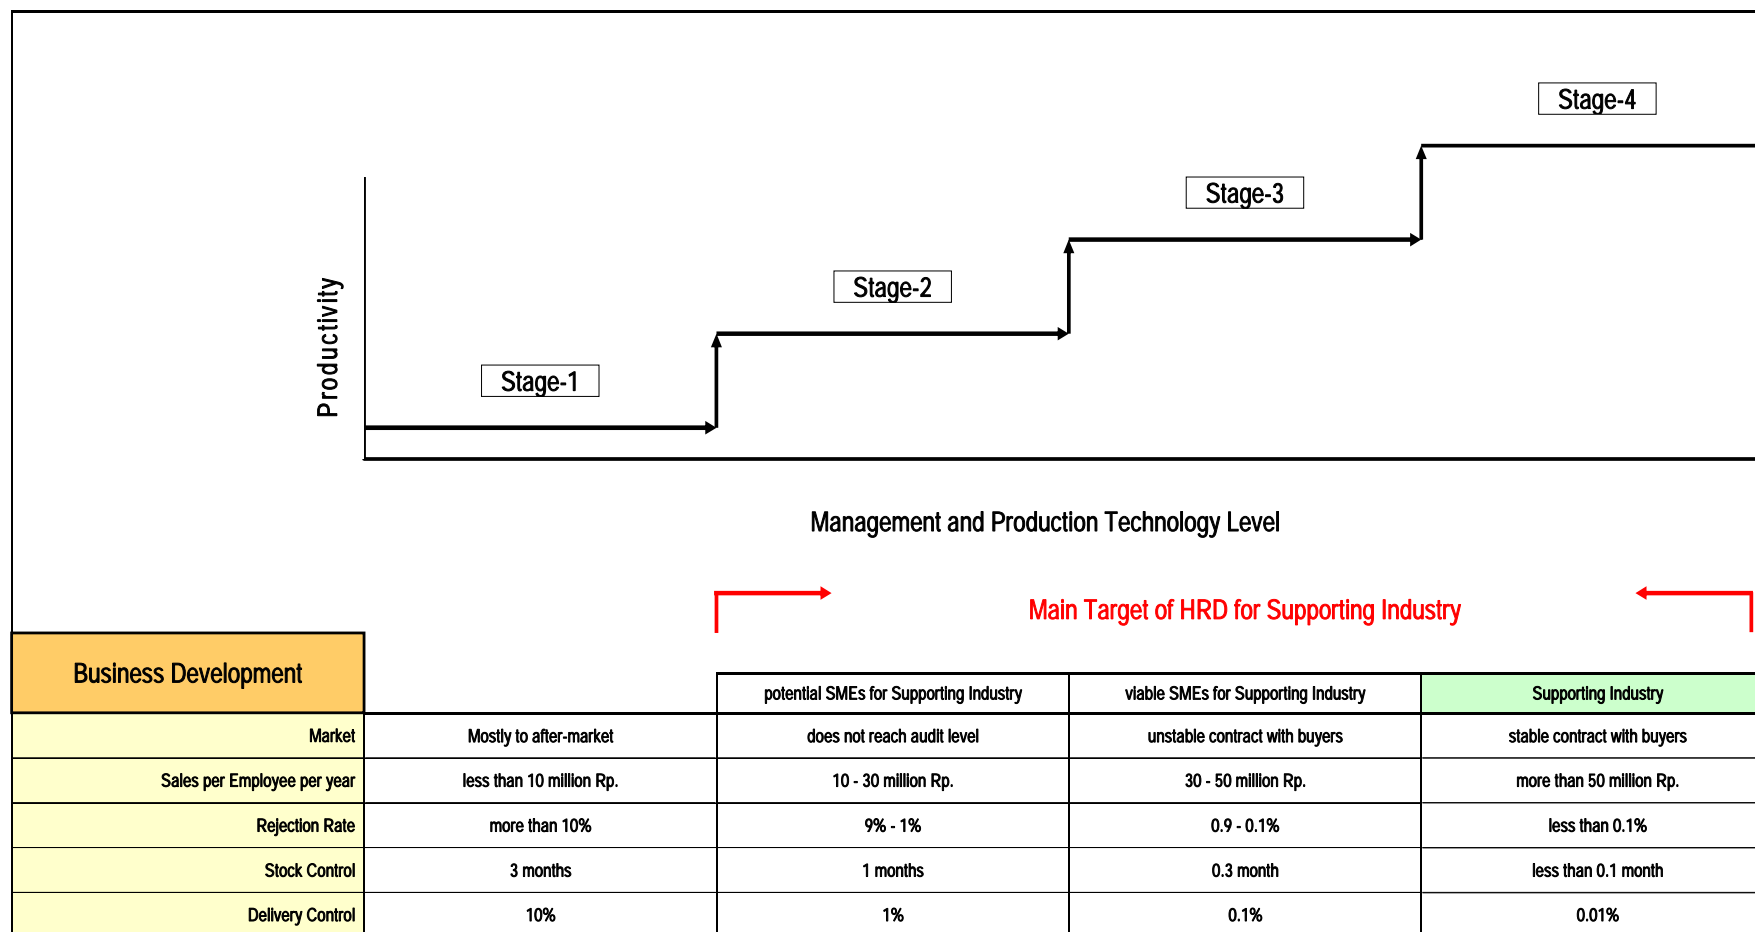 Stage-4
Stage-3
Stage-2
Stage-1
Productivity
Management and Production Technology Level
Main Target of HRD for Supporting Industry
Business Development
potential SMEs for Supporting Industry
viable SMEs for Supporting Industry
Supporting Industry
Market
Mostly to after-market
does not reach audit level
unstable contract with buyers
stable contract with buyers
Sales per Employee per year
less than 10 million Rp.
10 - 30 million Rp.
30 - 50 million Rp.
more than 50 million Rp.
Rejection Rate
more than 10%
9% - 1%
0.9 - 0.1%
less than 0.1%
Stock Control
3 months
1 months
0.3 month
less than 0.1 month
Delivery Control
10%
1%
0.1%
0.01%